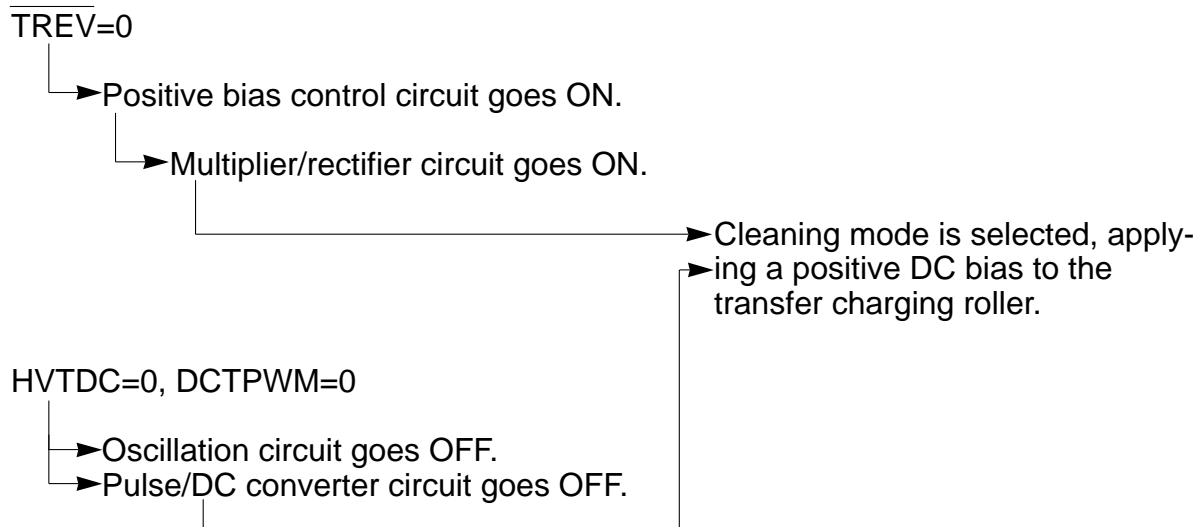 TREV=0
Positive bias control circuit goes ON.
Multiplier/rectifier circuit goes ON.
Cleaning mode is selected, apply-
ing a positive DC bias to the
transfer charging roller.
HVTDC=0, DCTPWM=0
Oscillation circuit goes OFF.
Pulse/DC converter circuit goes OFF.